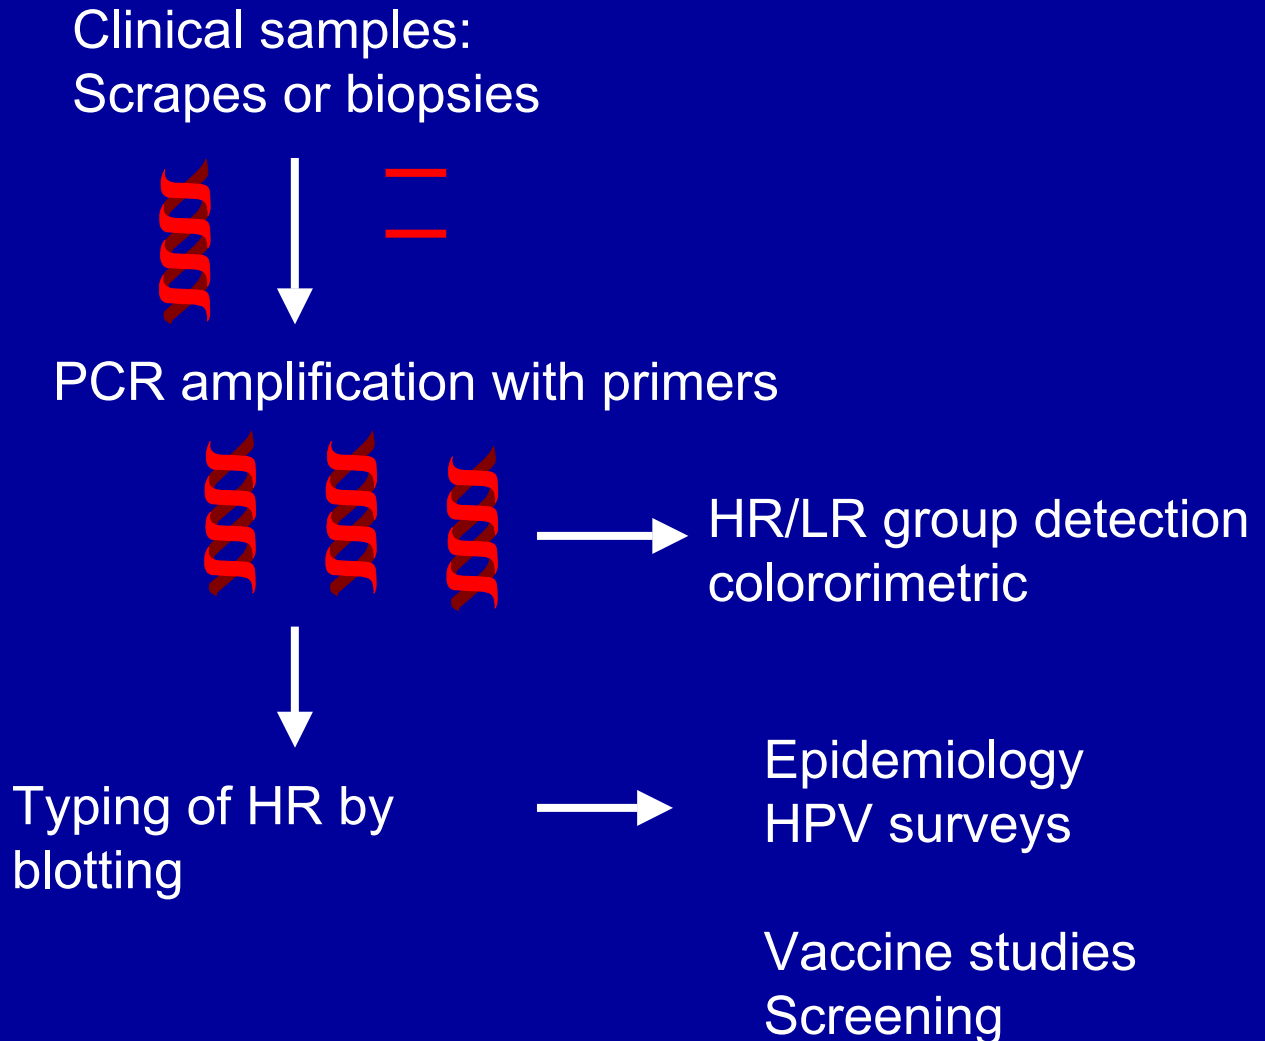 Clinical samples:
Scrapes or biopsies
PCR amplification with primers
HR/LR group detection
colororimetric
Typing of HR by
blotting
Epidemiology
HPV surveys
Vaccine studies
Screening